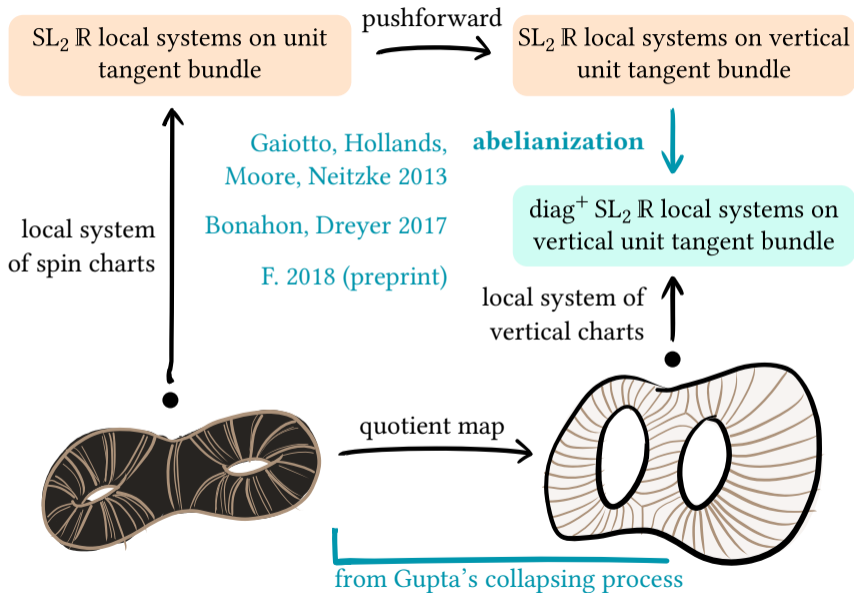 SL₂ ℝ local systems on unit
tangent bundle
pushforward
SL₂ ℝ local systems on vertical
unit tangent bundle
Gaiotto, Hollands,
Moore, Neitzke 2013
Bonahon, Dreyer 2017
F. 2018 (preprint)
abelianization
diag⁺ SL₂ ℝ local systems on
vertical unit tangent bundle
local system
of spin charts
local system of
vertical charts
quotient map
from Gupta’s collapsing process